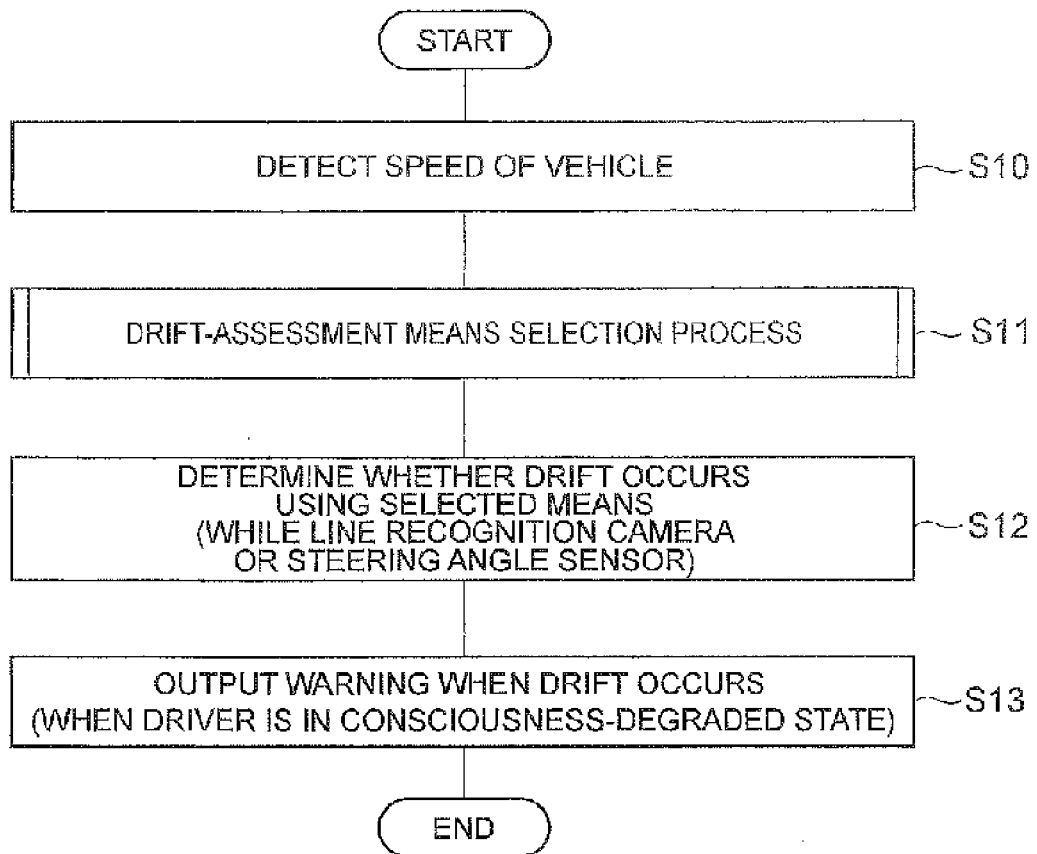 START
DETECT SPEED OF VEHICLE
S10
DRIFT-ASSESSMENT MEANS SELECTION PROCESS
S11
DETERMINE WHETHER DRIFT OCCURS
USING SELECTED MEANS
(WHILE LINE RECOGNITION CAMERA
OR STEERING ANGLE SENSOR)
S12
OUTPUT WARNING WHEN DRIFT OCCURS
(WHEN DRIVER IS IN CONSCIOUSNESS-DEGRADED STATE)
S13
END